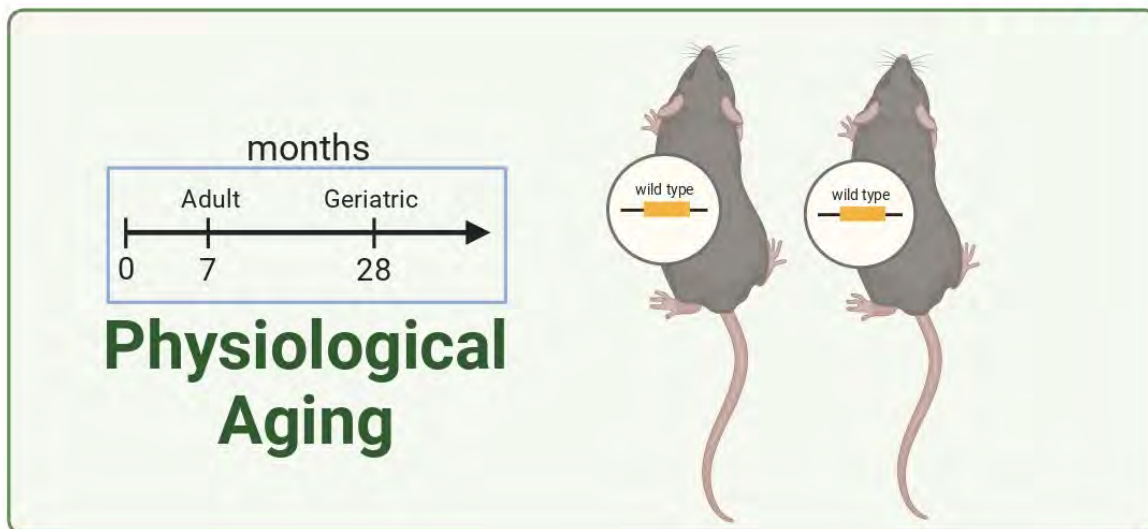 months
Adult Geriatric
0 7 28
Physiological
Aging
wild type
wild type